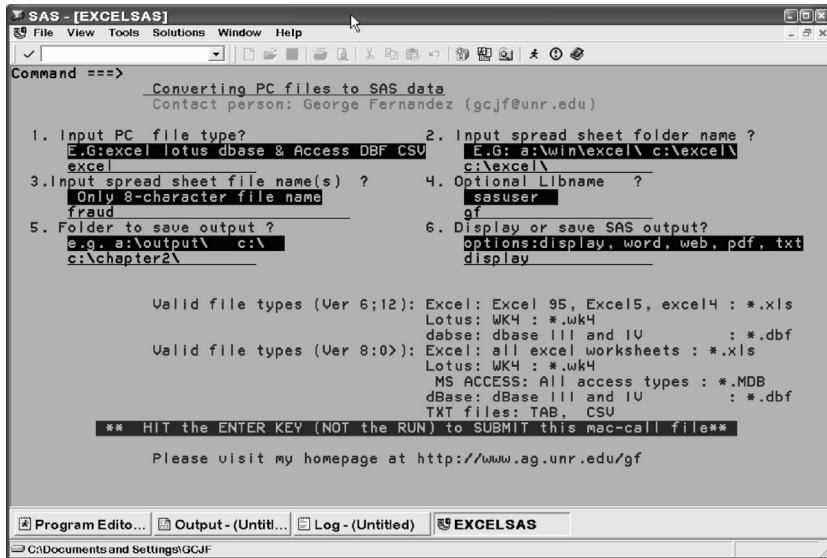 SAS - [EXCELSAS]
File View Tools Solutions Window Help
Command ===>
Converting PC files to SAS data
Contact person: George Fernandez (gcjf@unr.edu)
1. Input PC file type?
E.G:excel lotus dbase & Access DBF CSV
excel
2. Input spread sheet folder name ?
E.G: a:\win\excel\ c:\excel\
c:\excel\
3.Input spread sheet file name(s) ?
Only 8-character file name
fraud
4. Optional LIbname ?
sasuser
gf
5. Folder to save output ?
e.g. a:\output\ c:\
c:\chapter2\
6. Display or save SAS output?
options:display, word, web, pdf, txt
display
Valid file types (Ver 6;12): Excel: Excel 95, Excel5, excel4 : *.xls
Lotus: WK4 : *.wk4
dabse: dbase III and IV : *.dbf
Valid file types (Ver 8:0>): Excel: all excel worksheets : *.xls
Lotus: WK4 : *.wk4
MS ACCESS: All access types : *.MDB
dBase: dBase III and IV : *.dbf
TXT files: TAB, CSV
** HIT the ENTER KEY (NOT the RUN) to SUBMIT this mac-call file**
Please visit my homepage at http://www.ag.unr.edu/gf
Program Edito... Output - (Untitl... Log - (Untitled) EXCELSAS
C:\Documents and Settings\GCJF